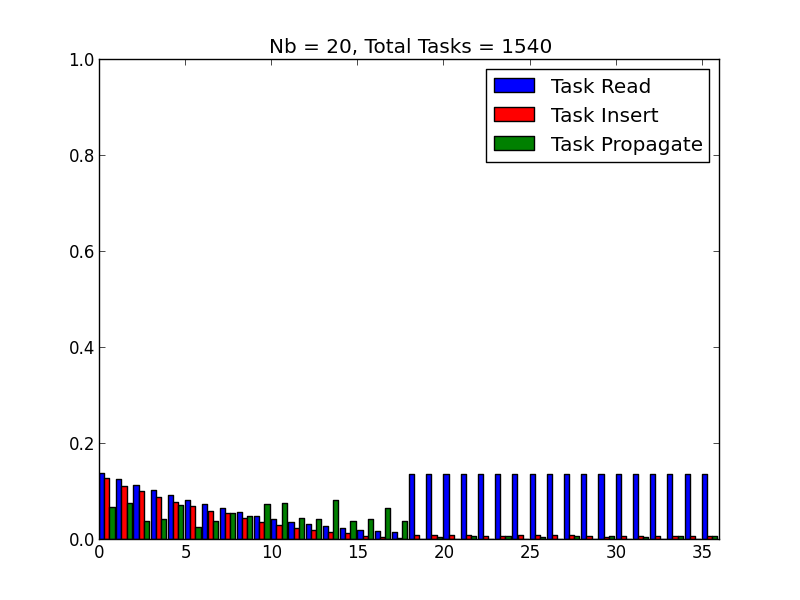 Nb = 20, Total Tasks = 1540
1.0
Task Read
Task Insert
Task Propagate
0.8
0.6
0.4
0.2
0.0
0 5 10 15 20 25 30 35